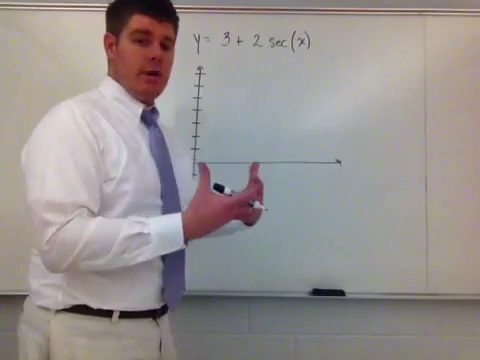 y = 3 + 2 sec(x)